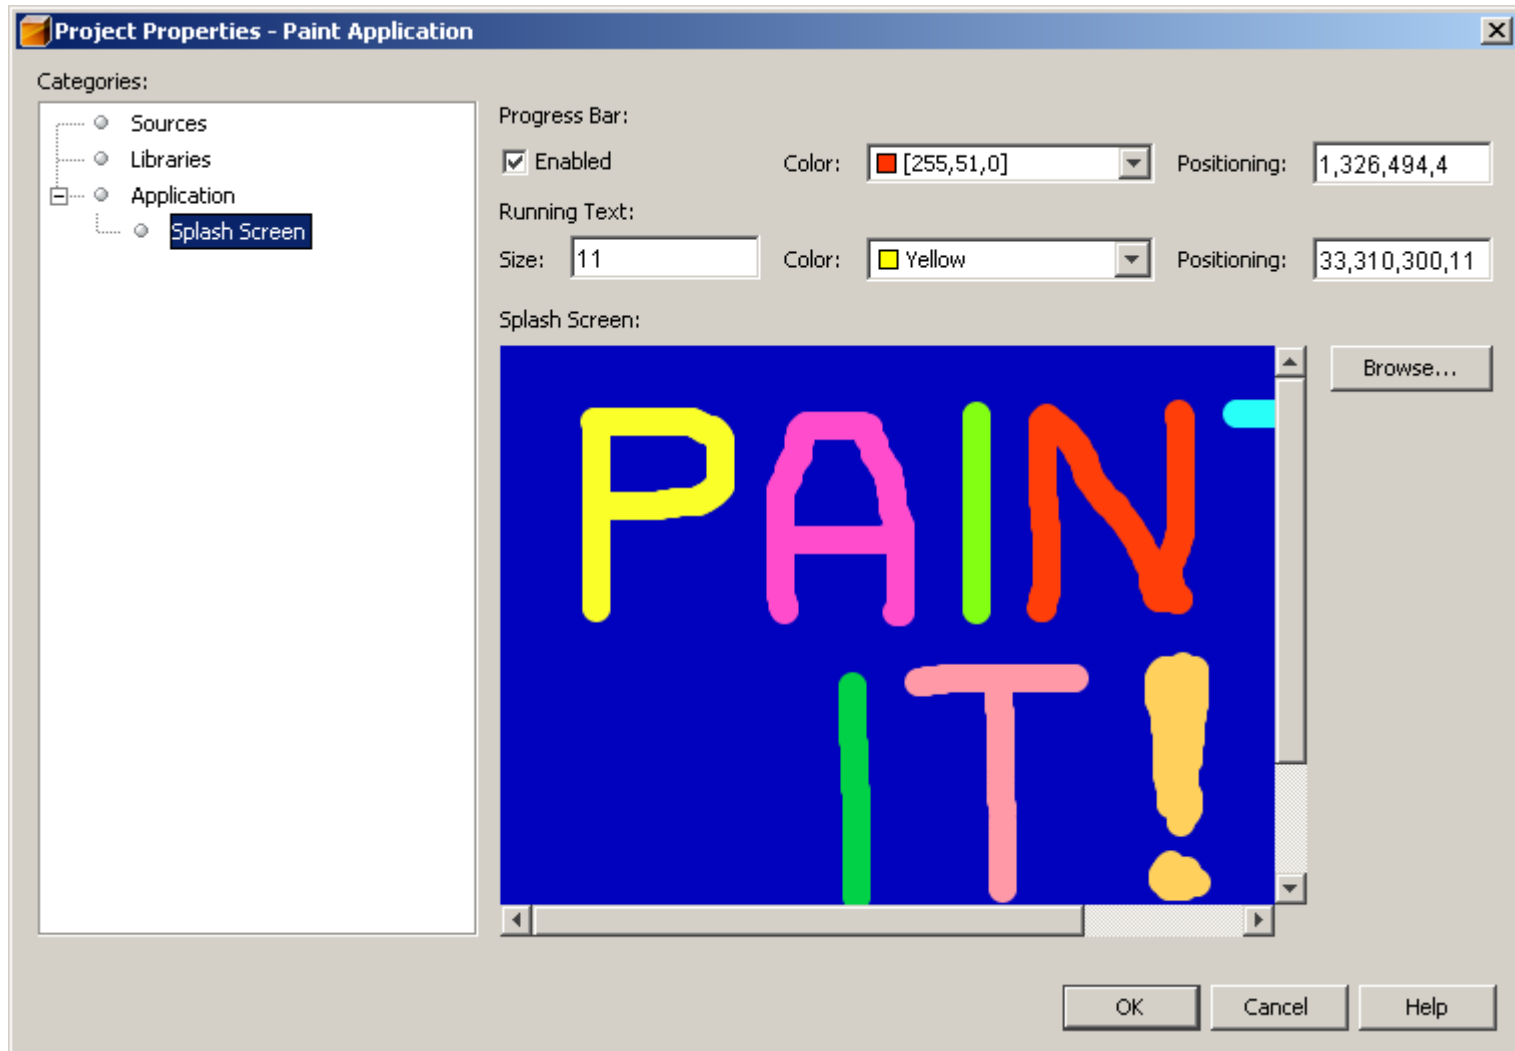 Project Properties - Paint Application
Categories:
Sources
Libraries
Application
Splash Screen
Progress Bar:
Enabled Color: [255,51,0] Positioning: 1,326,494,4
Running Text:
Size: 11 Color: Yellow Positioning: 33,310,300,11
Splash Screen:
Browse...
PAIN
IT!
OK Cancel Help